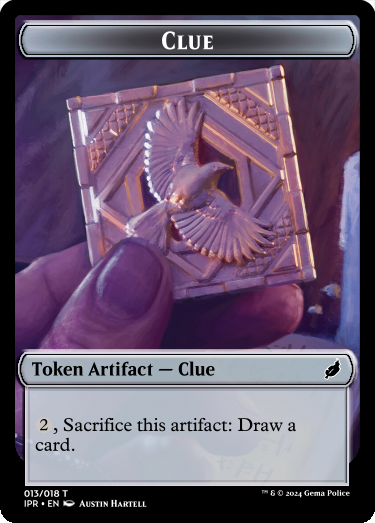 CLUE
Token Artifact — Clue
2, Sacrifice this artifact: Draw a
card.
013/018 T
IPR • EN AUSTIN HARTELL
™ & © 2024 Gema Police